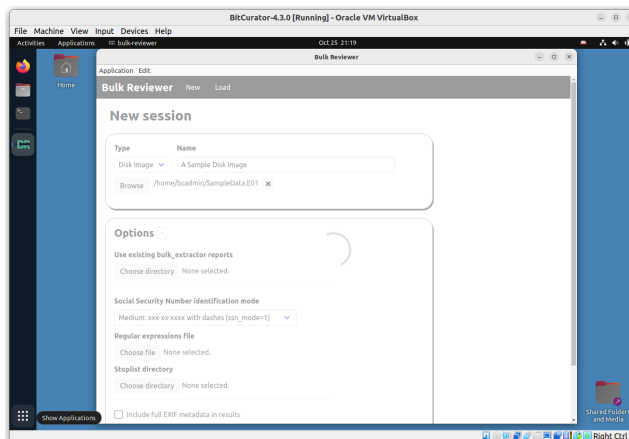 BitCurator-4.3.0 [Running] - Oracle VM VirtualBox
File Machine View Input Devices Help
Activities Applications bulk-reviewer Oct 25 21:19
Bulk Reviewer
Home
Application Edit
Bulk Reviewer New Load
New session
Type Name
Disk Image A Sample Disk Image
Browse /home/bcadmin/SampleData.E01
BR
Options -
Use existing bulk_extractor reports
Choose directory None selected.
Social Security Number identification mode
Medium: xxx-xx-xxxx with dashes (ssn_mode=1)
Regular expressions file
Choose file None selected.
Stoplist directory
Choose directory None selected.
Include full EXIF metadata in results
Show Applications
Shared Folders
and Media
Right Ctrl